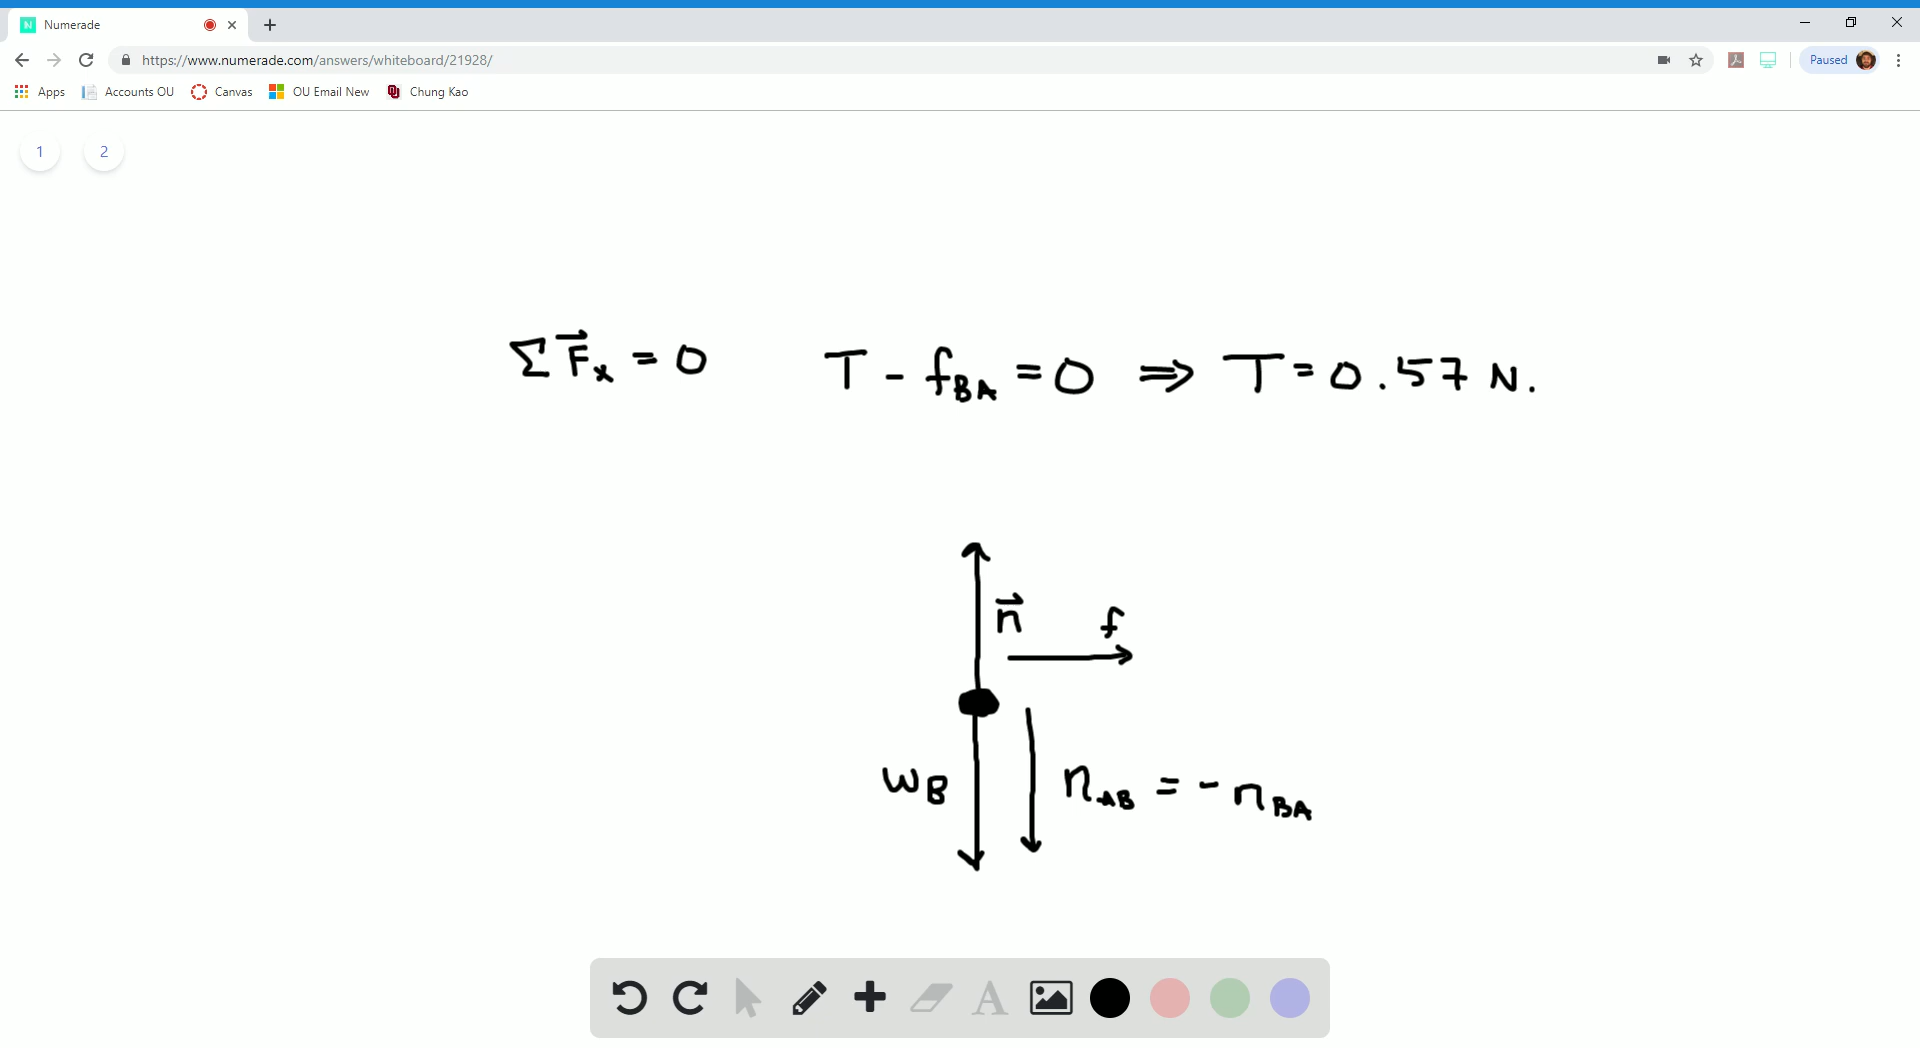 Numerade
https://www.numerade.com/answers/whiteboard/21928/
Paused
Apps Accounts OU Canvas OU Email New Chung Kao
1 2
Σ F⃗x = 0 T - fBA = 0 ⇒ T = 0.57 N.
n⃗ f
wB nAB = - nBA
A